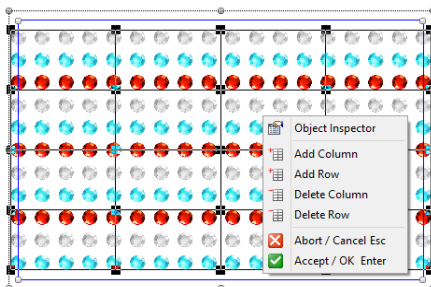 Object Inspector
Add Column
Add Row
Delete Column
Delete Row
Abort / Cancel Esc
Accept / OK Enter